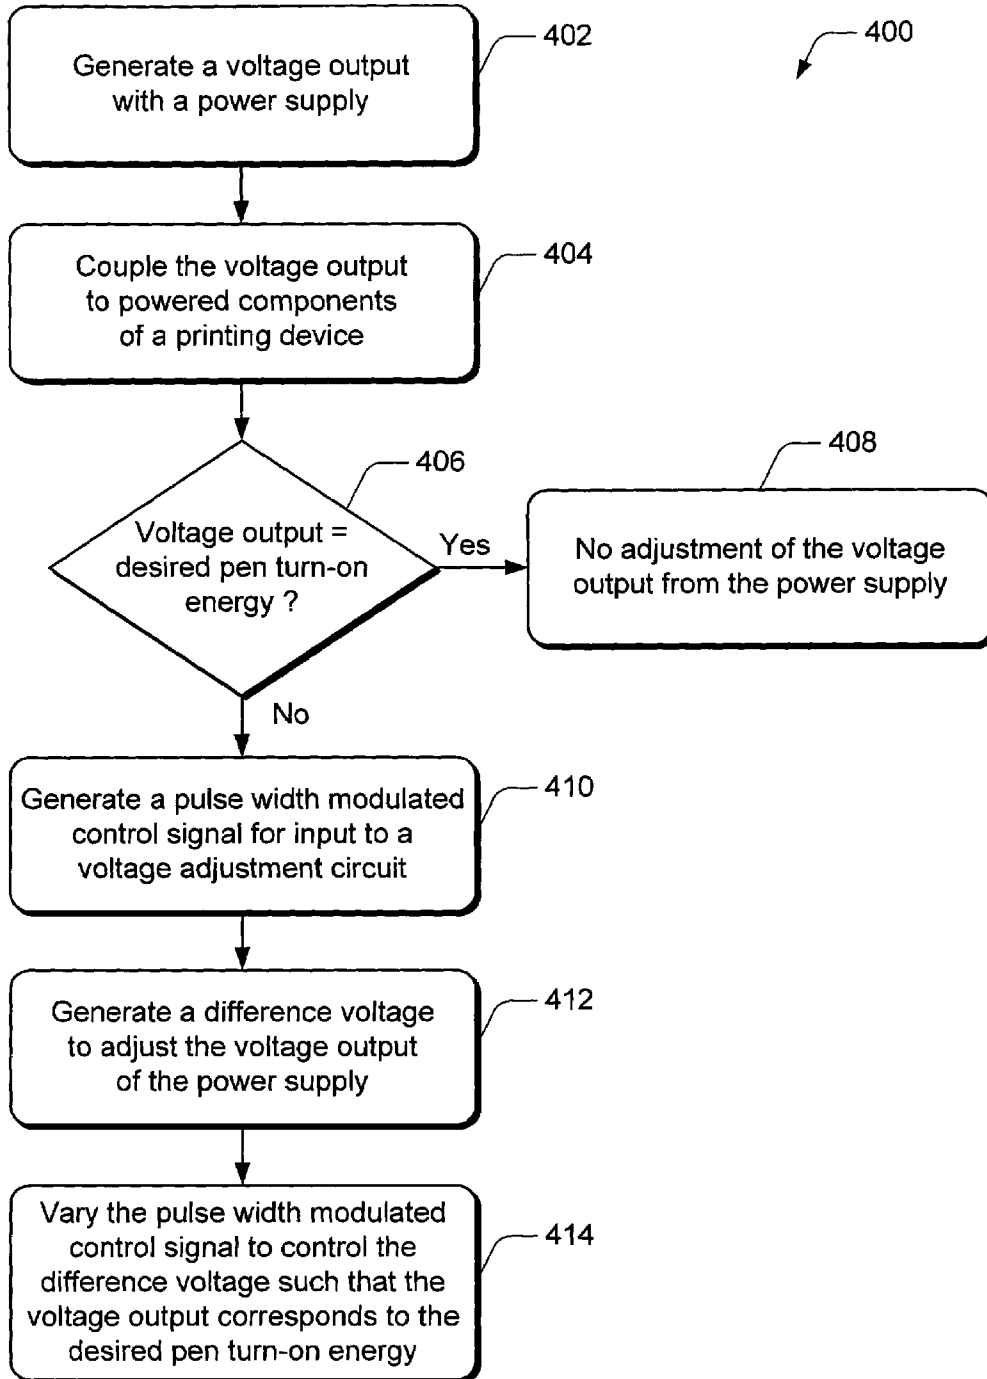 Generate a voltage output
with a power supply
402
400
Couple the voltage output
to powered components
of a printing device
404
Voltage output =
desired pen turn-on
energy ?
406
Yes
408
No adjustment of the voltage
output from the power supply
No
Generate a pulse width modulated
control signal for input to a
voltage adjustment circuit
410
Generate a difference voltage
to adjust the voltage output
of the power supply
412
Vary the pulse width modulated
control signal to control the
difference voltage such that the
voltage output corresponds to the
desired pen turn-on energy
414